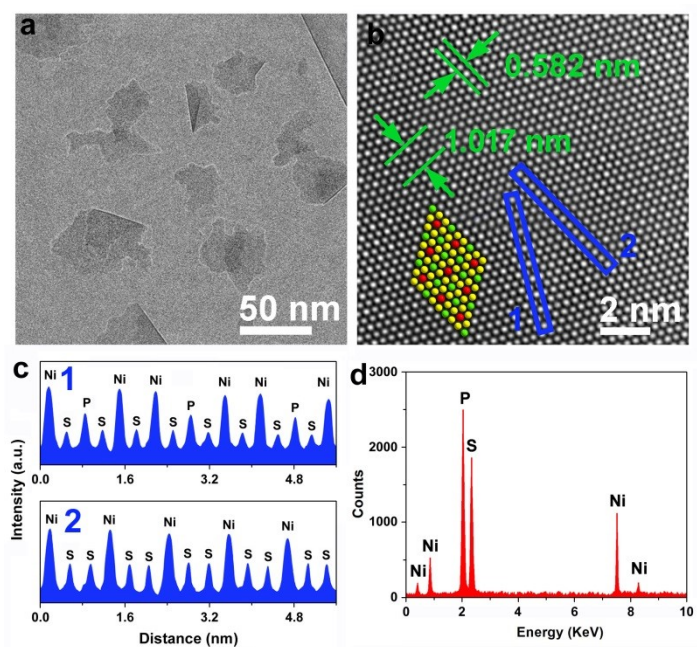 a
50 nm
b
0.582 nm
1.017 nm
1
2
2 nm
c
1
Ni S P S Ni S Ni S P S Ni S Ni S P S Ni
0.0 1.6 3.2 4.8
2
Ni S S Ni S S Ni S S Ni S S Ni S S
0.0 1.6 3.2 4.8
Intensity (a.u.)
Distance (nm)
d
3000
2000
1000
0
Counts
P
S
Ni
Ni
Ni
Ni
0 2 4 6 8 10
Energy (KeV)